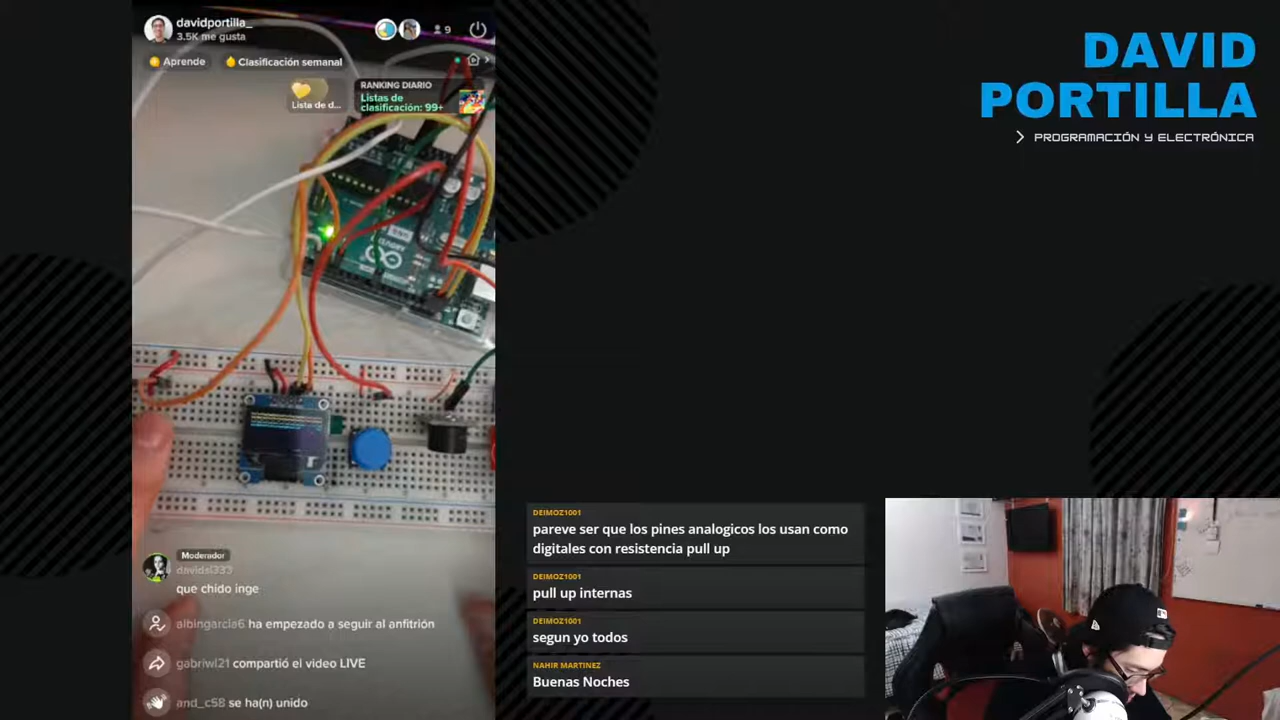 davidportilla_
3.5K me gusta
9
Aprende
Clasificación semanal
Lista de d...
RANKING DIARIO
Listas de
clasificación: 99+
Moderador
davidsl333
que chido inge
albingarcia6 ha empezado a seguir al anfitrión
gabriwl21 compartió el video LIVE
and_c58 se ha(n) unido
DEIMOZ1001
pareve ser que los pines analogicos los usan como
digitales con resistencia pull up
DEIMOZ1001
pull up internas
DEIMOZ1001
segun yo todos
NAHIR MARTINEZ
Buenas Noches
DAVID
PORTILLA
PROGRAMACIÓN Y ELECTRÓNICA